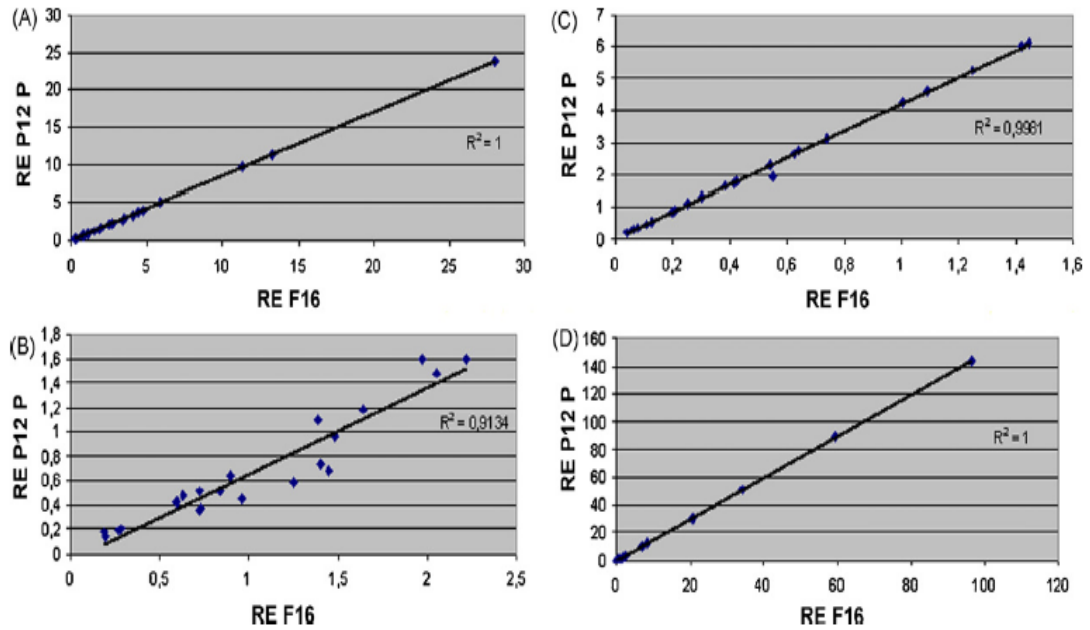 (A)
30
25
20
15
10
5
0
RE P12 P
R² = 1
0 5 10 15 20 25 30
RE F16
(C)
7
6
5
4
3
2
1
0
RE P12 P
R² = 0,9981
0 0,2 0,4 0,6 0,8 1 1,2 1,4 1,6
RE F16
(B)
1,8
1,6
1,4
1,2
1,0
0,8
0,6
0,4
0,2
0
RE P12 P
R² = 0,9134
0 0,5 1 1,5 2 2,5
RE F16
(D)
160
140
120
100
80
60
40
20
0
RE P12 P
R² = 1
0 20 40 60 80 100 120
RE F16